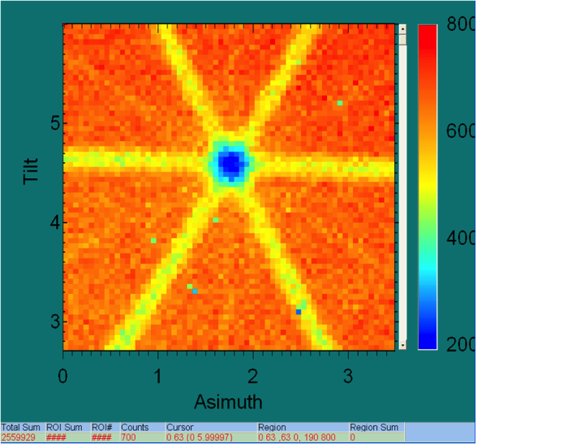 800
600
400
200
5
4
3
Tilt
0 1 2 3
Asimuth
Total Sum ROI Sum ROI# Counts Cursor Region Region Sum
2559929 #### #### 700 0 63 (0 5.99997) 0 63 ,63 0, 190 800 0